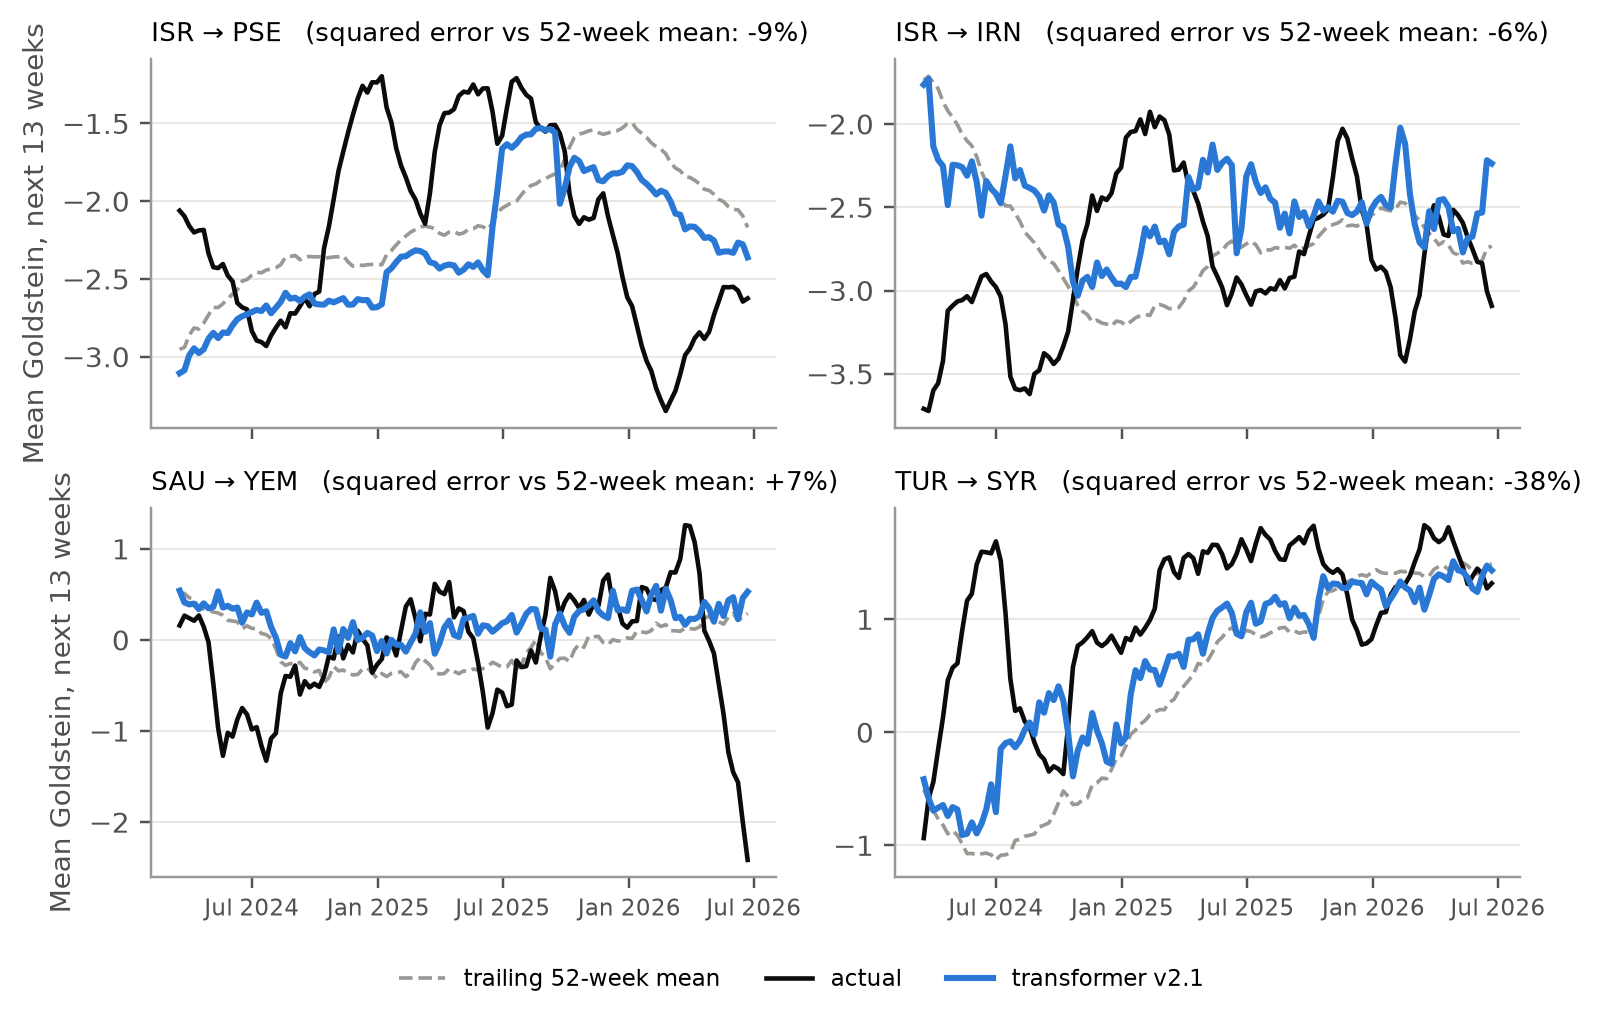 ISR → PSE (squared error vs 52-week mean: -9%)
ISR → IRN (squared error vs 52-week mean: -6%)
Mean Goldstein, next 13 weeks
−1.5
−2.0
−2.5
−3.0
−2.0
−2.5
−3.0
−3.5
SAU → YEM (squared error vs 52-week mean: +7%)
TUR → SYR (squared error vs 52-week mean: -38%)
Mean Goldstein, next 13 weeks
1
0
−1
−2
1
0
−1
Jul 2024 Jan 2025 Jul 2025 Jan 2026 Jul 2026
Jul 2024 Jan 2025 Jul 2025 Jan 2026 Jul 2026
trailing 52-week mean actual transformer v2.1